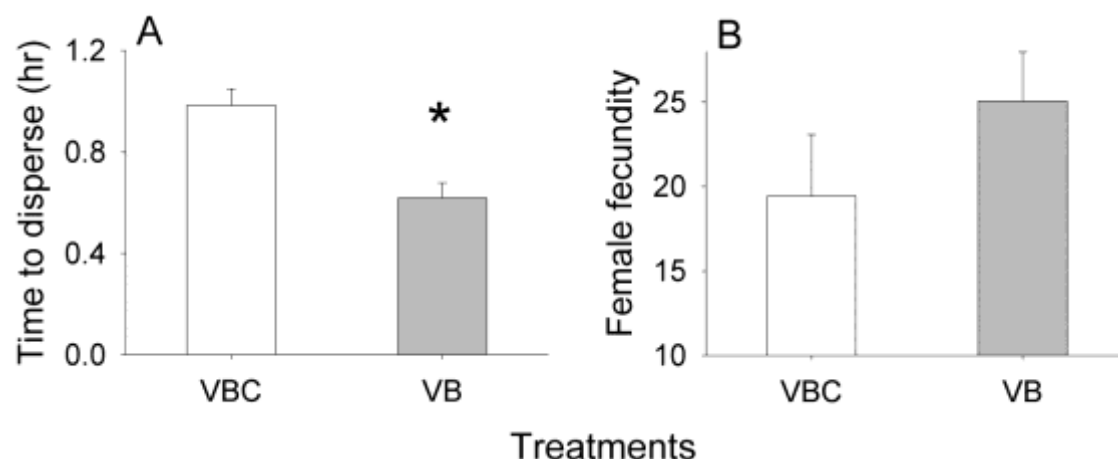 A
Time to disperse (hr)
1.2
0.8
0.4
0.0
*
VBC VB
B
Female fecundity
25
20
15
10
VBC VB
Treatments